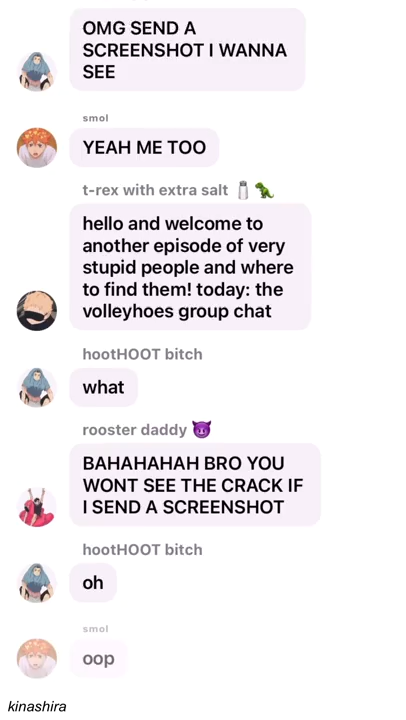 OMG SEND A
SCREENSHOT I WANNA
SEE
smol
YEAH ME TOO
t-rex with extra salt 🧂 🦖
hello and welcome to
another episode of very
stupid people and where
to find them! today: the
volleyhoes group chat
hootHOOT bitch
what
rooster daddy 😈
BAHAHAHAH BRO YOU
WONT SEE THE CRACK IF
I SEND A SCREENSHOT
hootHOOT bitch
oh
smol
oop
kinashira